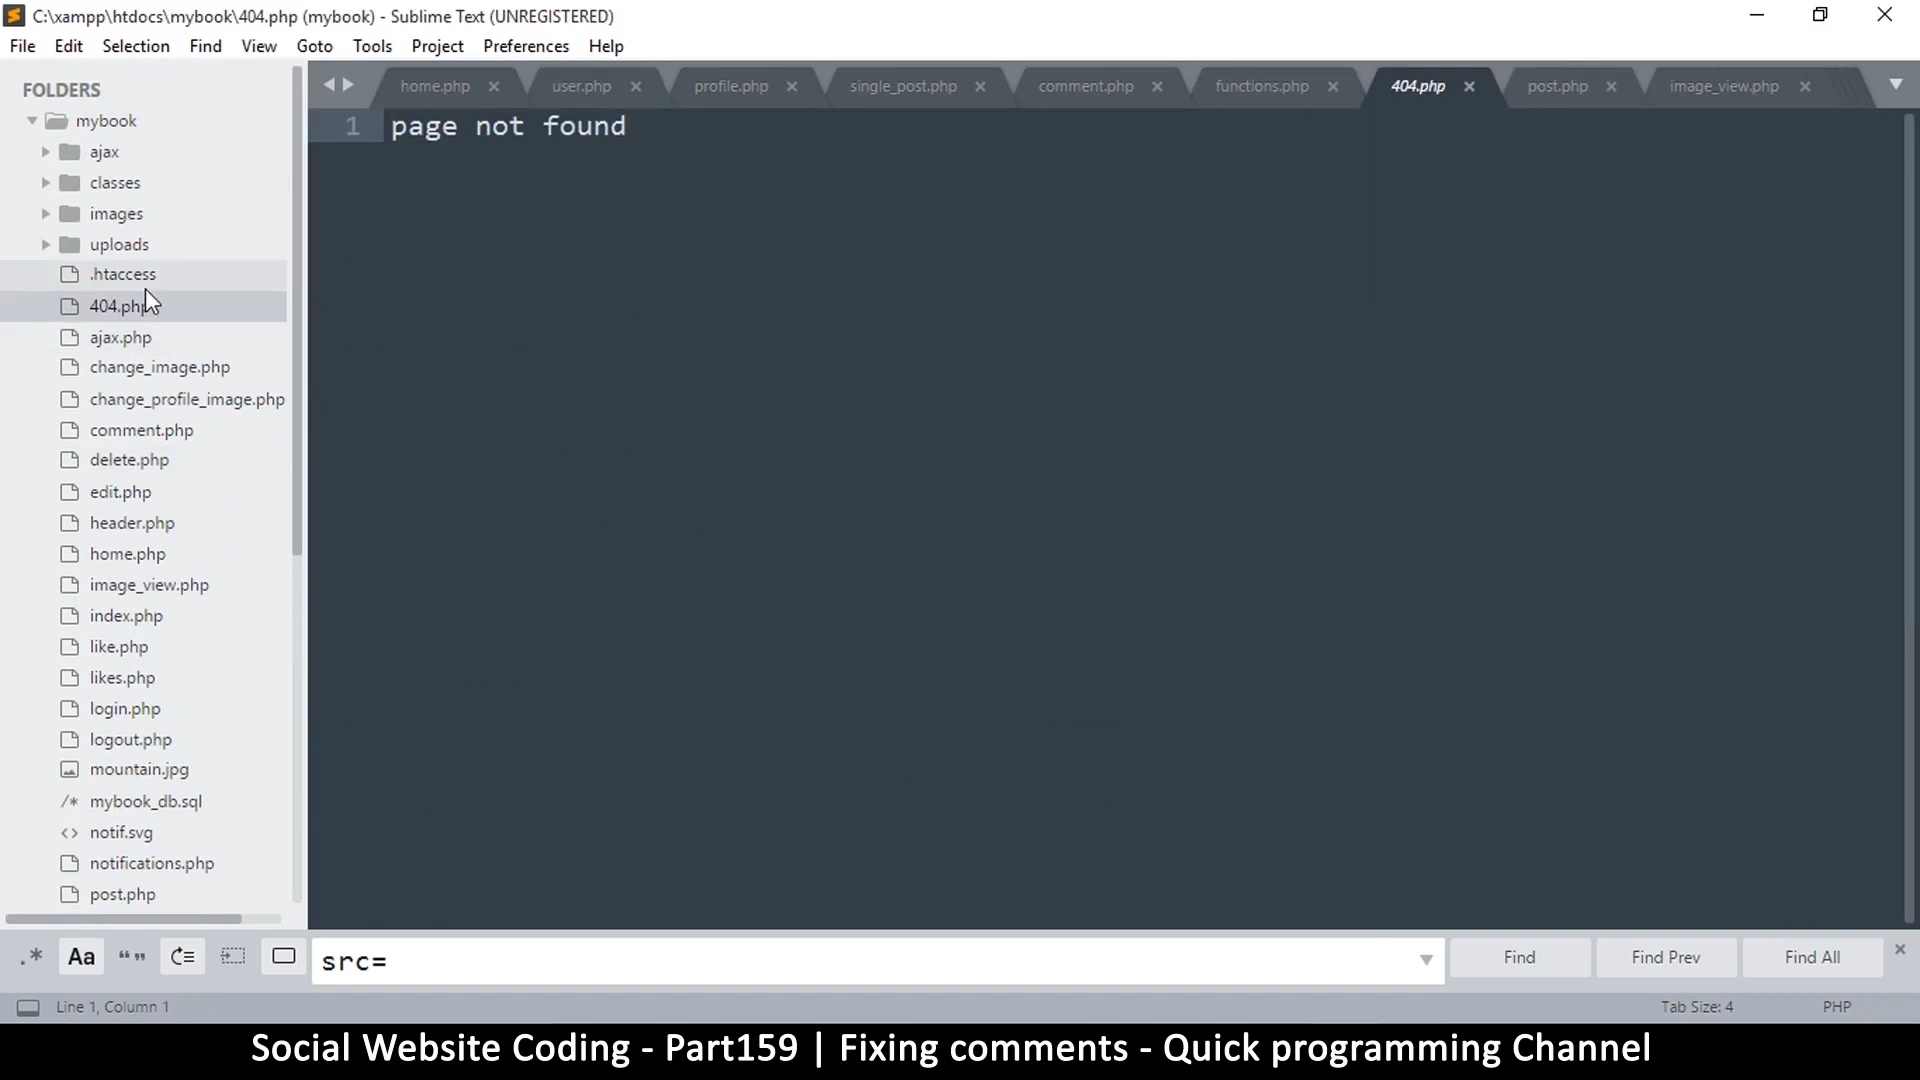 C:\xampp\htdocs\mybook\404.php (mybook) - Sublime Text (UNREGISTERED)
File Edit Selection Find View Goto Tools Project Preferences Help
FOLDERS
mybook
ajax
classes
images
uploads
.htaccess
404.php
ajax.php
change_image.php
change_profile_image.php
comment.php
delete.php
edit.php
header.php
home.php
image_view.php
index.php
like.php
likes.php
login.php
logout.php
mountain.jpg
/* mybook_db.sql
<> notif.svg
notifications.php
post.php
home.php user.php profile.php single_post.php comment.php functions.php 404.php post.php image_view.php
1 page not found
.* Aa “” src= Find Find Prev Find All
Line 1, Column 1 Tab Size: 4 PHP
Social Website Coding - Part159 | Fixing comments - Quick programming Channel